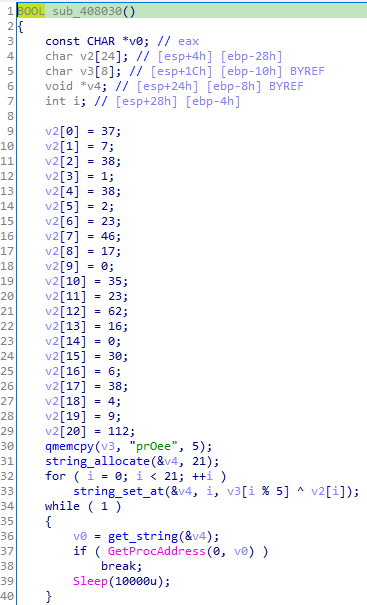 1 BOOL sub_408030()
2 {
3 const CHAR *v0; // eax
4 char v2[24]; // [esp+4h] [ebp-28h]
5 char v3[8]; // [esp+1Ch] [ebp-10h] BYREF
6 void *v4; // [esp+24h] [ebp-8h] BYREF
7 int i; // [esp+28h] [ebp-4h]
8
9 v2[0] = 37;
10 v2[1] = 7;
11 v2[2] = 38;
12 v2[3] = 1;
13 v2[4] = 38;
14 v2[5] = 2;
15 v2[6] = 23;
16 v2[7] = 46;
17 v2[8] = 17;
18 v2[9] = 0;
19 v2[10] = 35;
20 v2[11] = 23;
21 v2[12] = 62;
22 v2[13] = 16;
23 v2[14] = 0;
24 v2[15] = 30;
25 v2[16] = 6;
26 v2[17] = 38;
27 v2[18] = 4;
28 v2[19] = 9;
29 v2[20] = 112;
30 qmemcpy(v3, "prOee", 5);
31 string_allocate(&v4, 21);
32 for ( i = 0; i < 21; ++i )
33 string_set_at(&v4, i, v3[i % 5] ^ v2[i]);
34 while ( 1 )
35 {
36 v0 = get_string(&v4);
37 if ( GetProcAddress(0, v0) )
38 break;
39 Sleep(10000u);
40 }